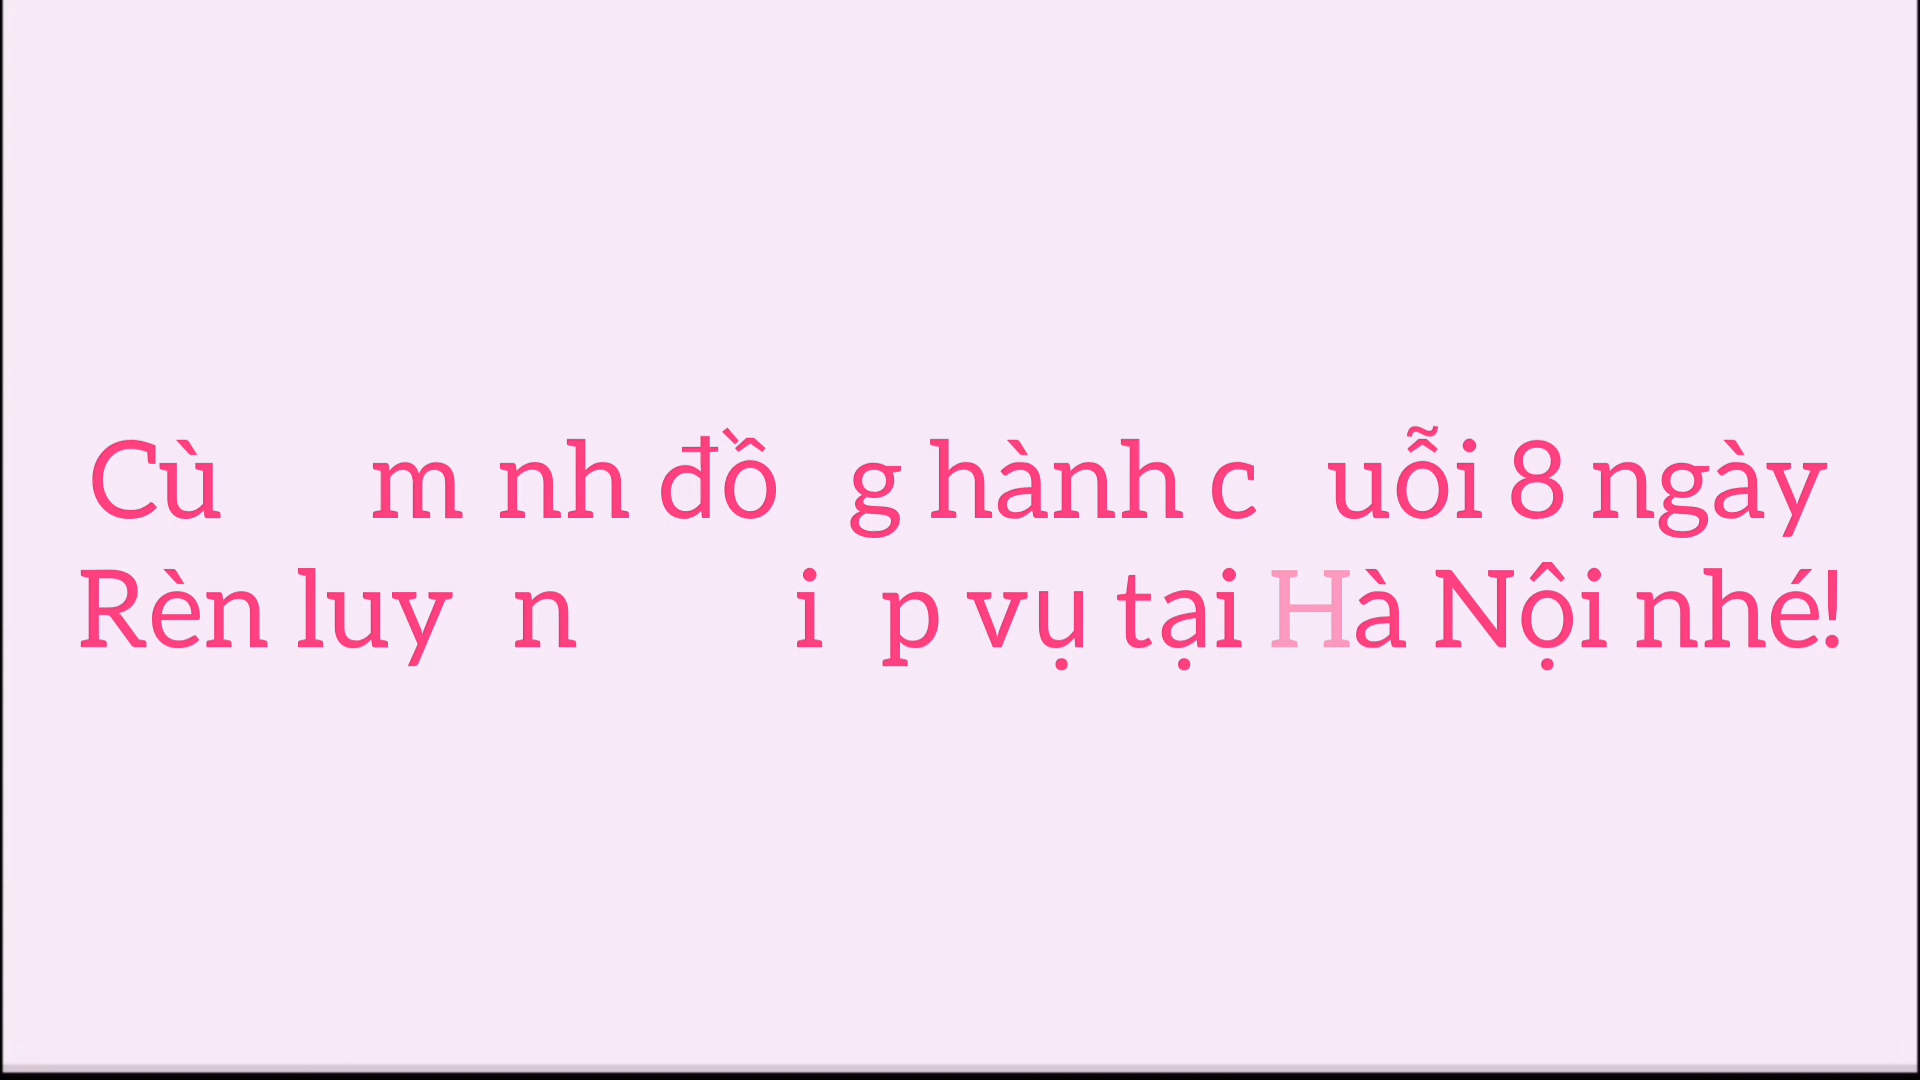 Cù m nh đồ g hành c uỗi 8 ngày
Rèn luy n i p vụ tại Hà Nội nhé!